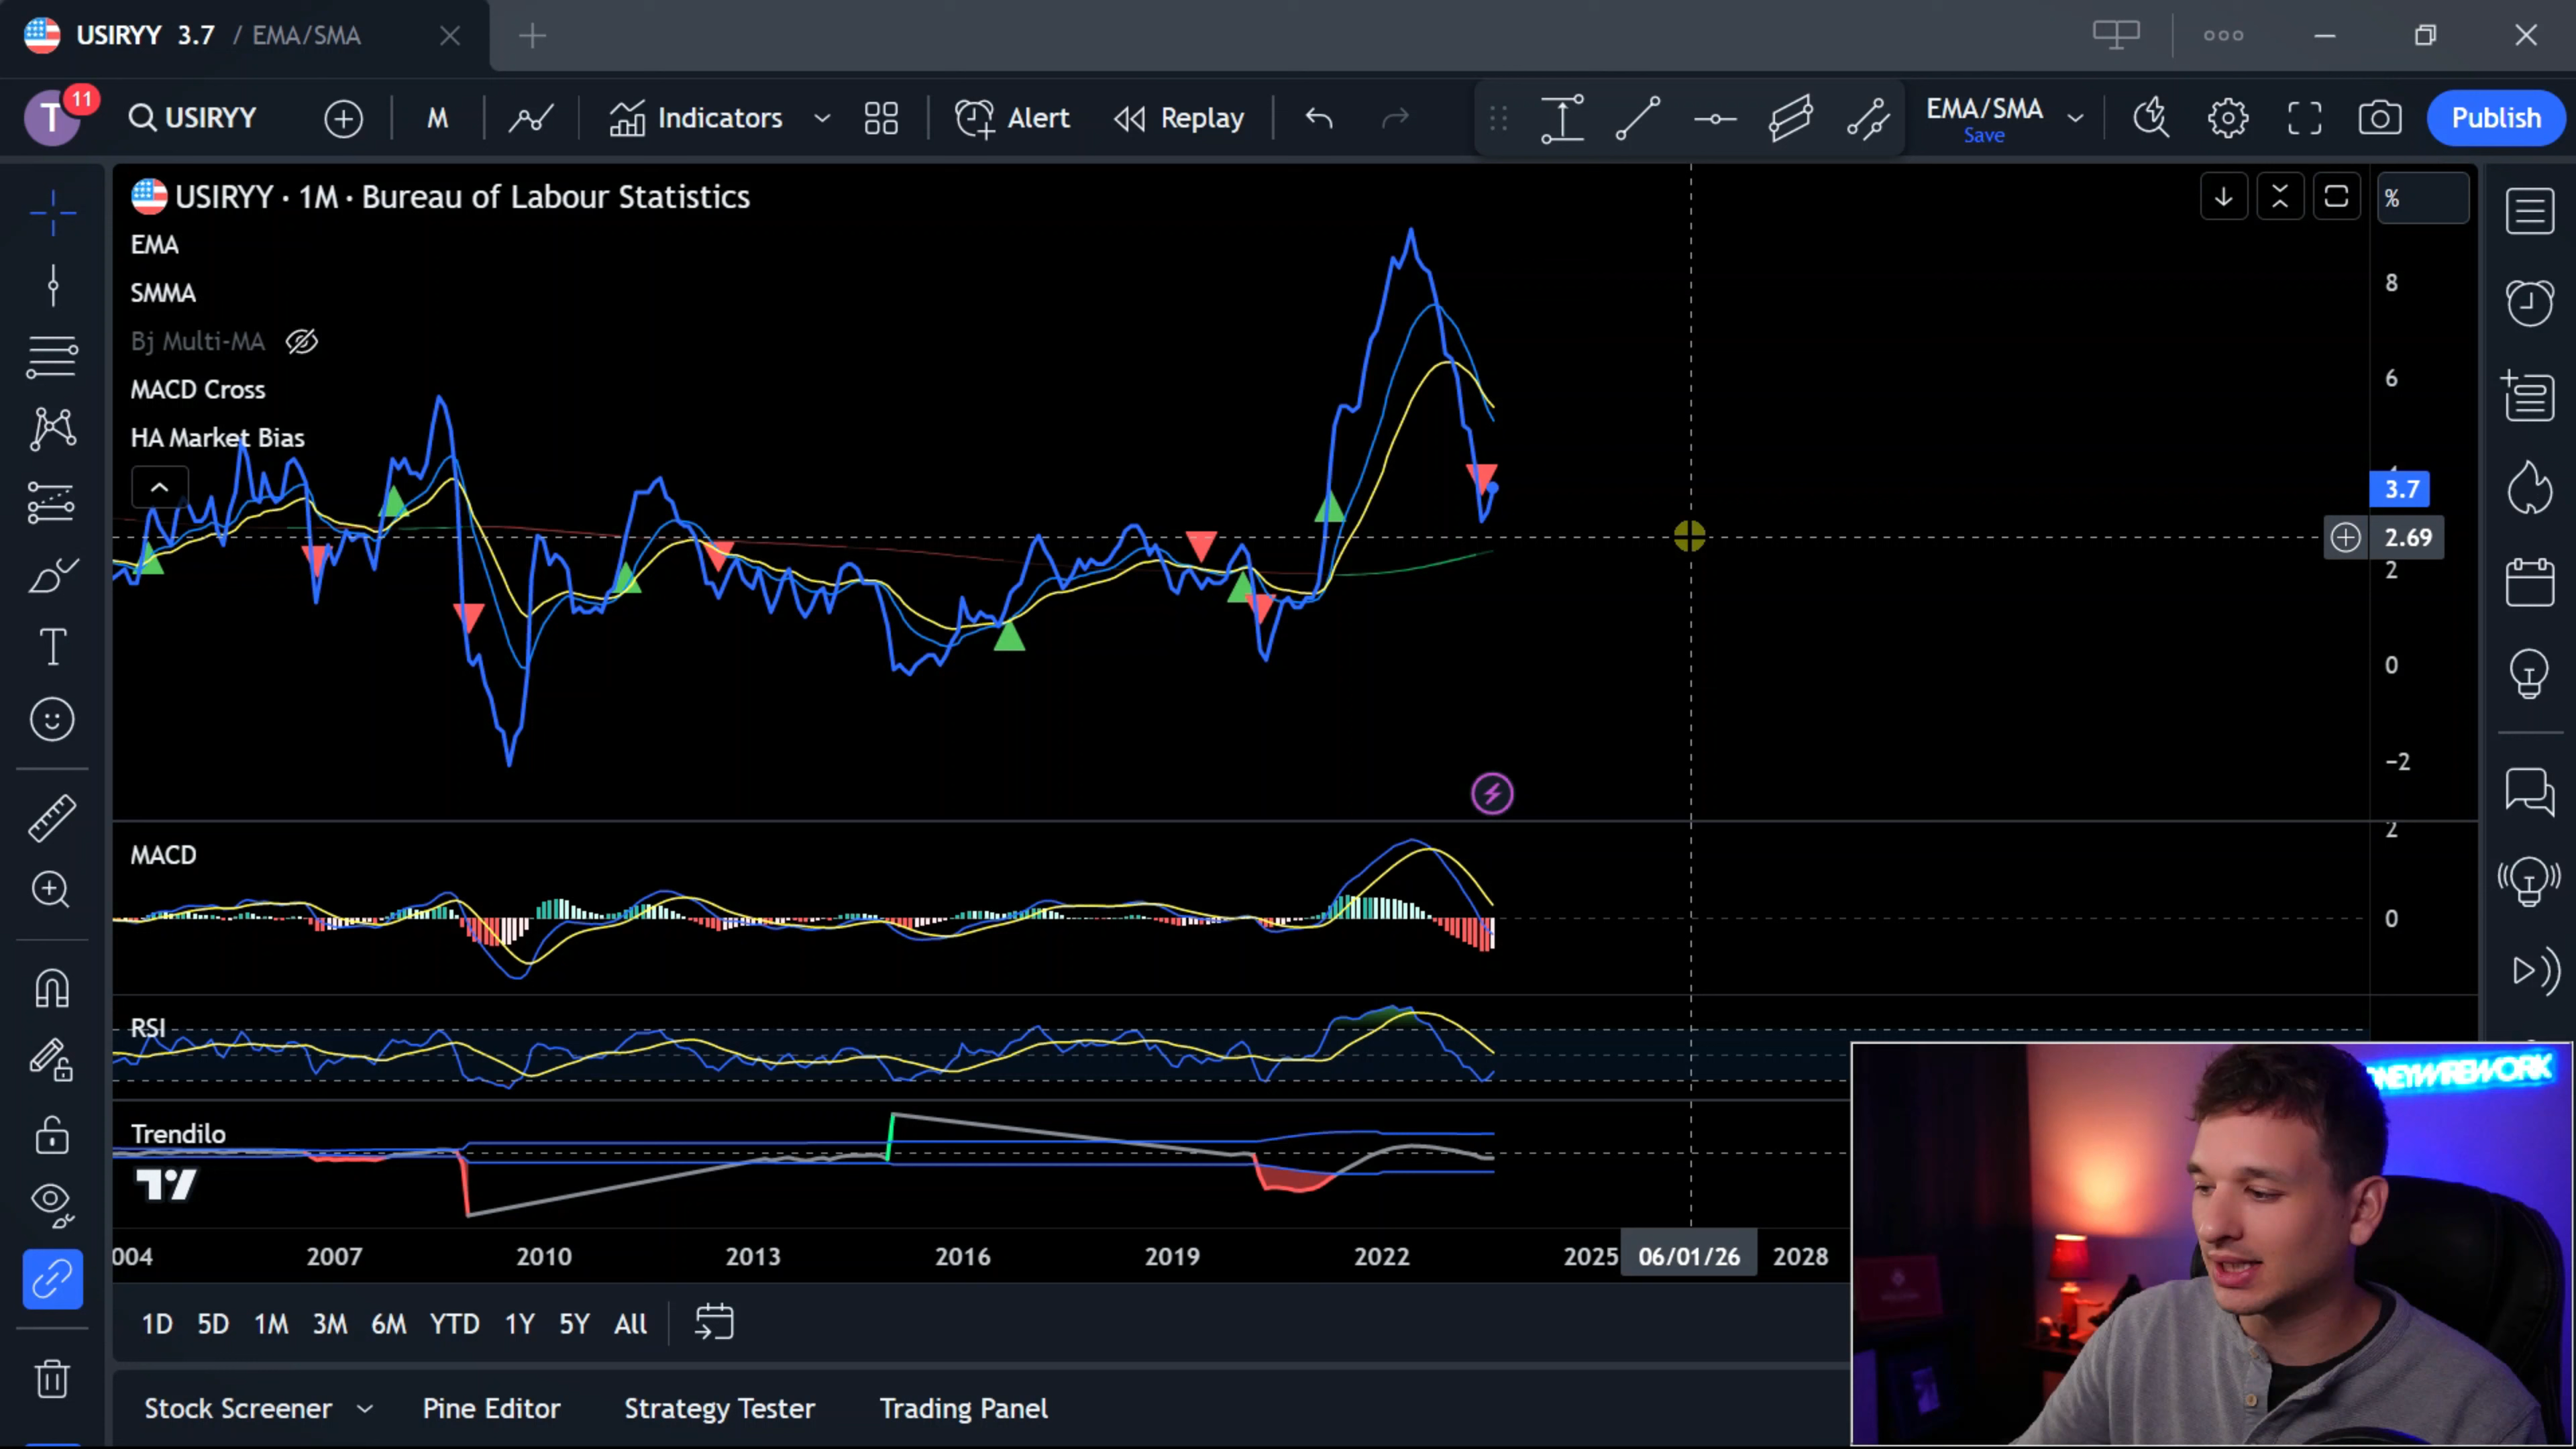 USIRYY 3.7 / EMA/SMA
T 11 USIRYY M Indicators Alert Replay EMA/SMA Save Publish
USIRYY · 1M · Bureau of Labour Statistics
%
EMA
SMMA
Bj Multi-MA
MACD Cross
HA Market Bias
8
6
3.7
2.69
2
0
−2
MACD
2
0
RSI
Trendilo
004 2007 2010 2013 2016 2019 2022 2025 06/01/26 2028
1D 5D 1M 3M 6M YTD 1Y 5Y All
Stock Screener Pine Editor Strategy Tester Trading Panel
NEYWIREWORK